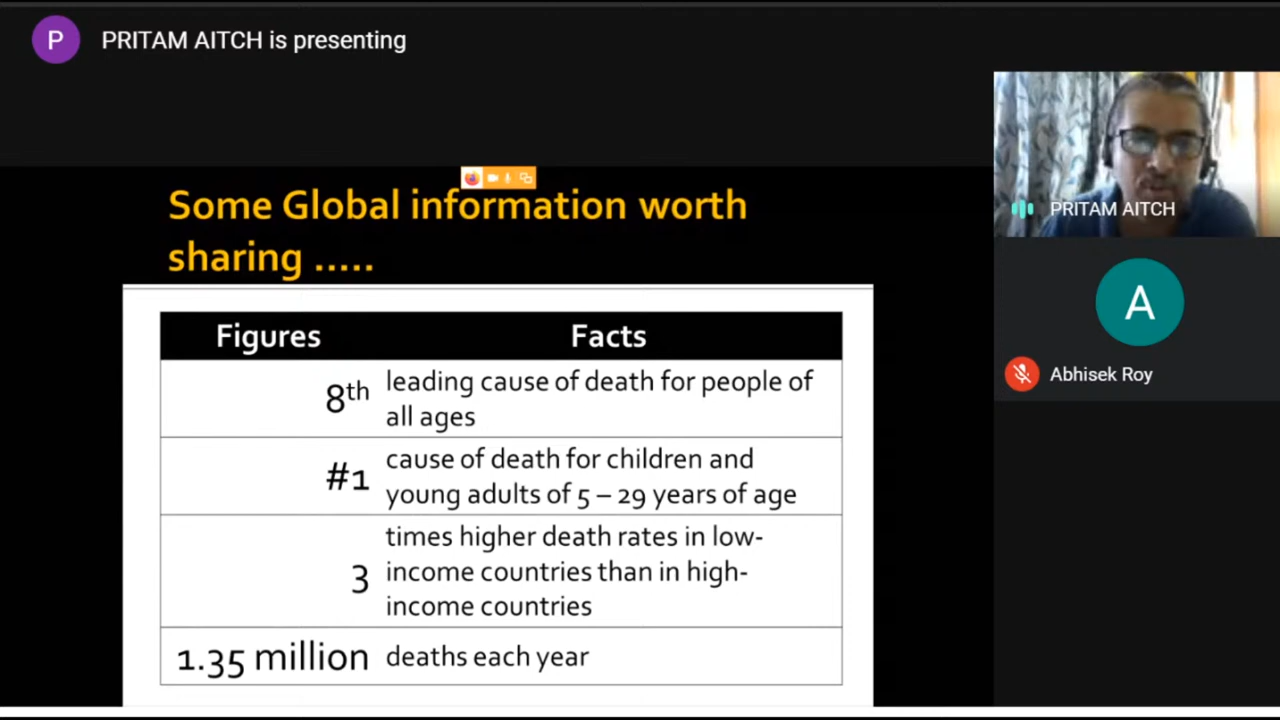 P
PRITAM AITCH is presenting
Some Global information worth
sharing .....
Figures Facts
8th leading cause of death for people of
all ages
#1 cause of death for children and
young adults of 5 – 29 years of age
3 times higher death rates in low-
income countries than in high-
income countries
1.35 million deaths each year
PRITAM AITCH
A
Abhisek Roy